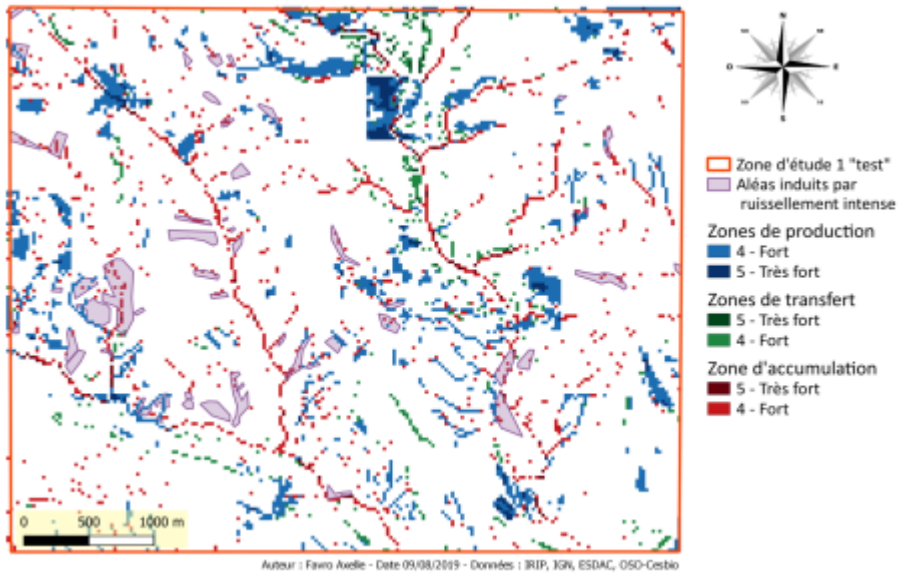 N
O
E
S
Zone d'étude 1 "test"
Aléas induits par
ruissellement intense
Zones de production
4 - Fort
5 - Très fort
Zones de transfert
5 - Très fort
4 - Fort
Zone d'accumulation
5 - Très fort
4 - Fort
0 500 1000 m
Auteur : Favro Axelle - Date 09/08/2019 - Données : IRIP, IGN, ESDAC, OSO-Cesbio